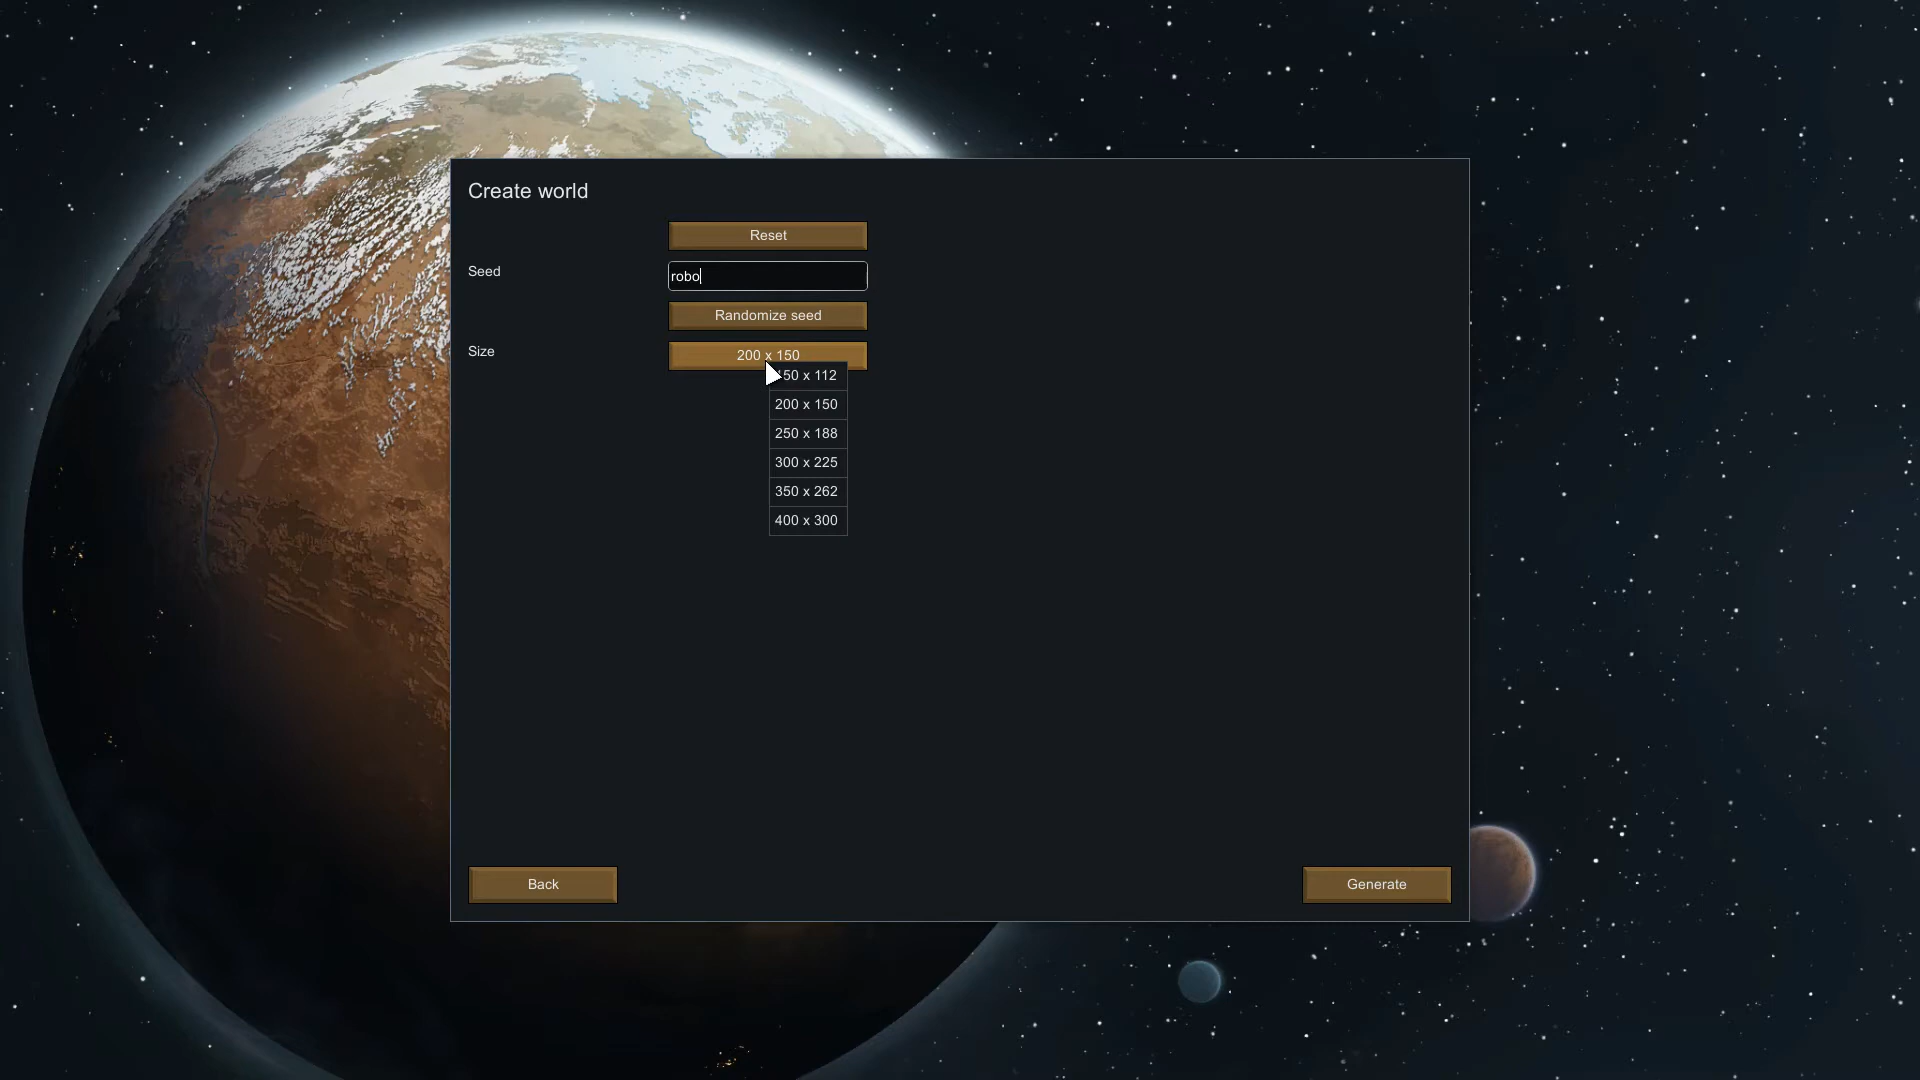 Create world
Reset
Seed
robo
Randomize seed
Size
200 x 150
50 x 112
200 x 150
250 x 188
300 x 225
350 x 262
400 x 300
Back
Generate